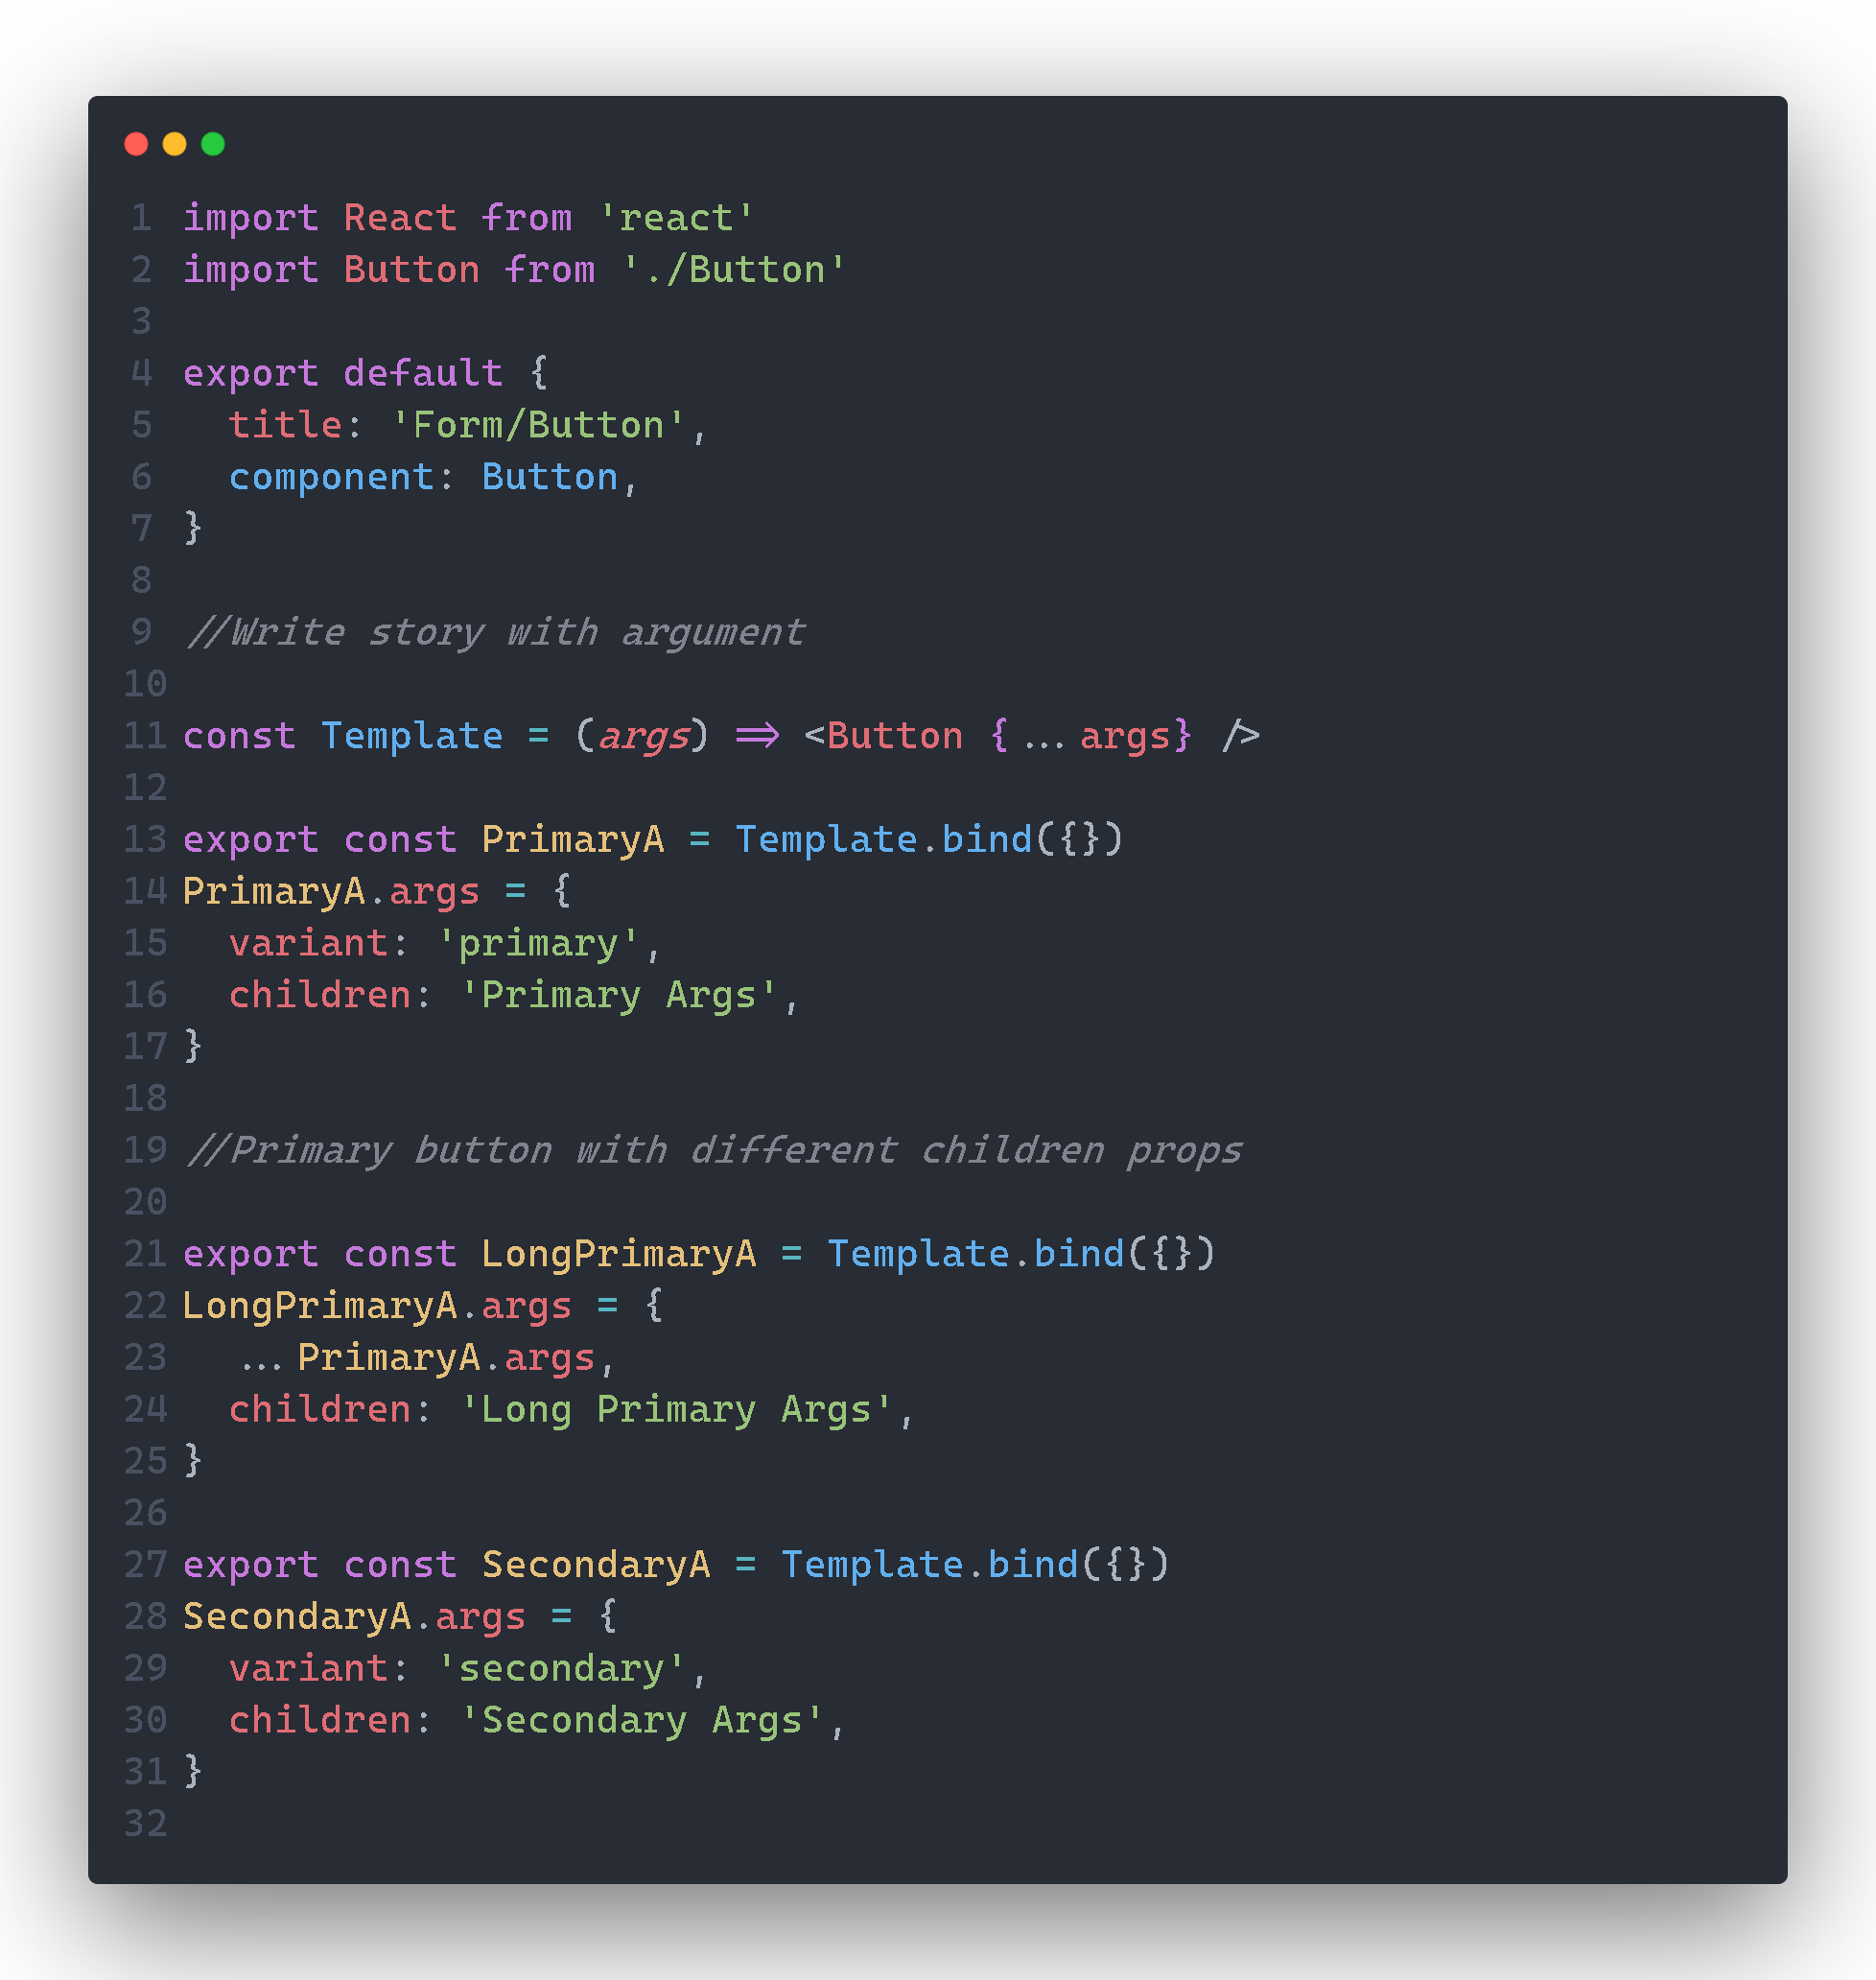 1 import React from 'react'
2 import Button from './Button'
3
4 export default {
5   title: 'Form/Button',
6   component: Button,
7 }
8
9 //Write story with argument
10
11 const Template = (args) => <Button {...args} />
12
13 export const PrimaryA = Template.bind({})
14 PrimaryA.args = {
15   variant: 'primary',
16   children: 'Primary Args',
17 }
18
19 //Primary button with different children props
20
21 export const LongPrimaryA = Template.bind({})
22 LongPrimaryA.args = {
23   ...PrimaryA.args,
24   children: 'Long Primary Args',
25 }
26
27 export const SecondaryA = Template.bind({})
28 SecondaryA.args = {
29   variant: 'secondary',
30   children: 'Secondary Args',
31 }
32